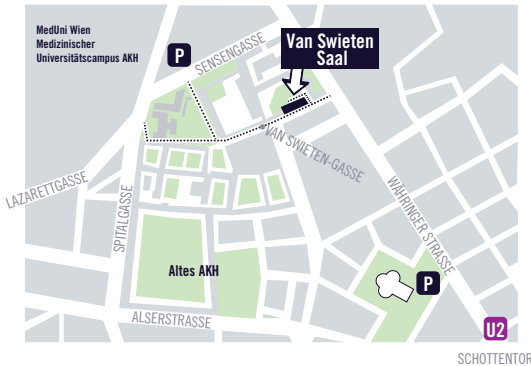 MedUni Wien
Medizinischer
Universitätscampus AKH
P
SENSENGASSE
Van Swieten
Saal
VAN SWIETEN-GASSE
LAZARETTGASSE
SPITALGASSE
WÄHRINGER STRASSE
Altes AKH
P
ALSERSTRASSE
U2
SCHOTTENTOR